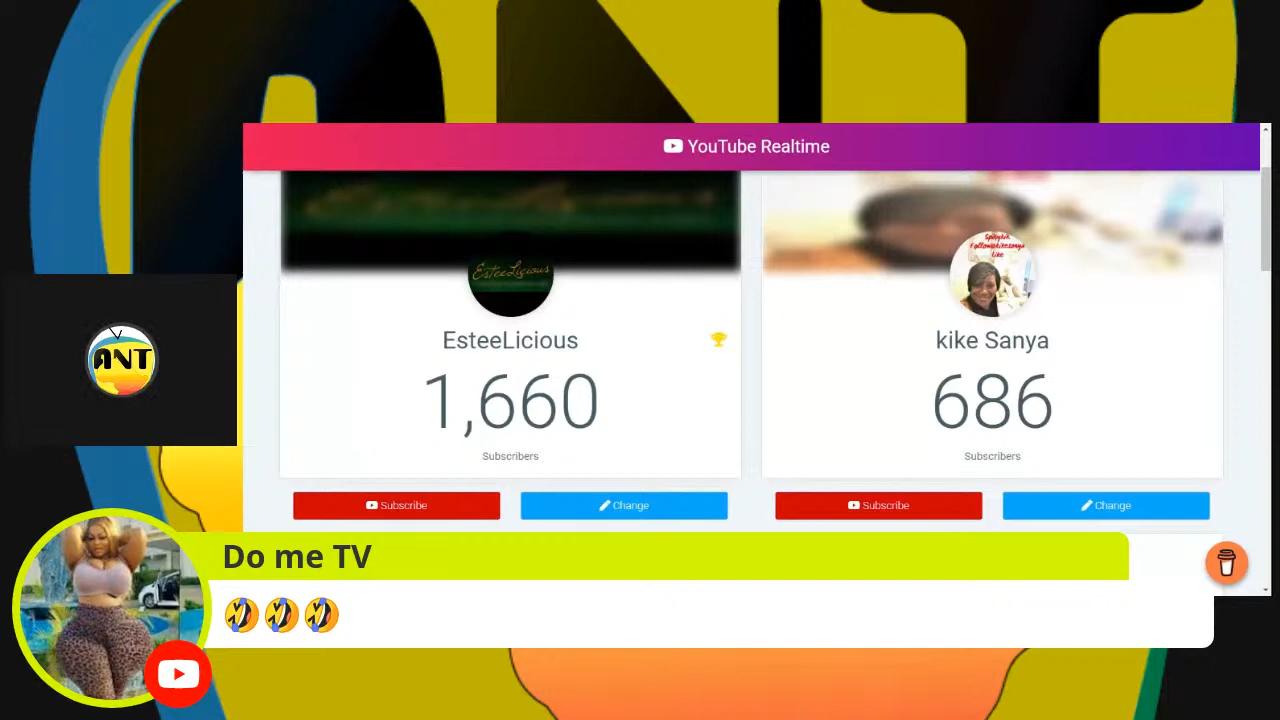 YouTube Realtime
EsteeLicious
EsteeLicious
1,660
Subscribers
Subscribe
Change
kike Sanya
686
Subscribers
Subscribe
Change
ANT
Do me TV
🤣🤣🤣